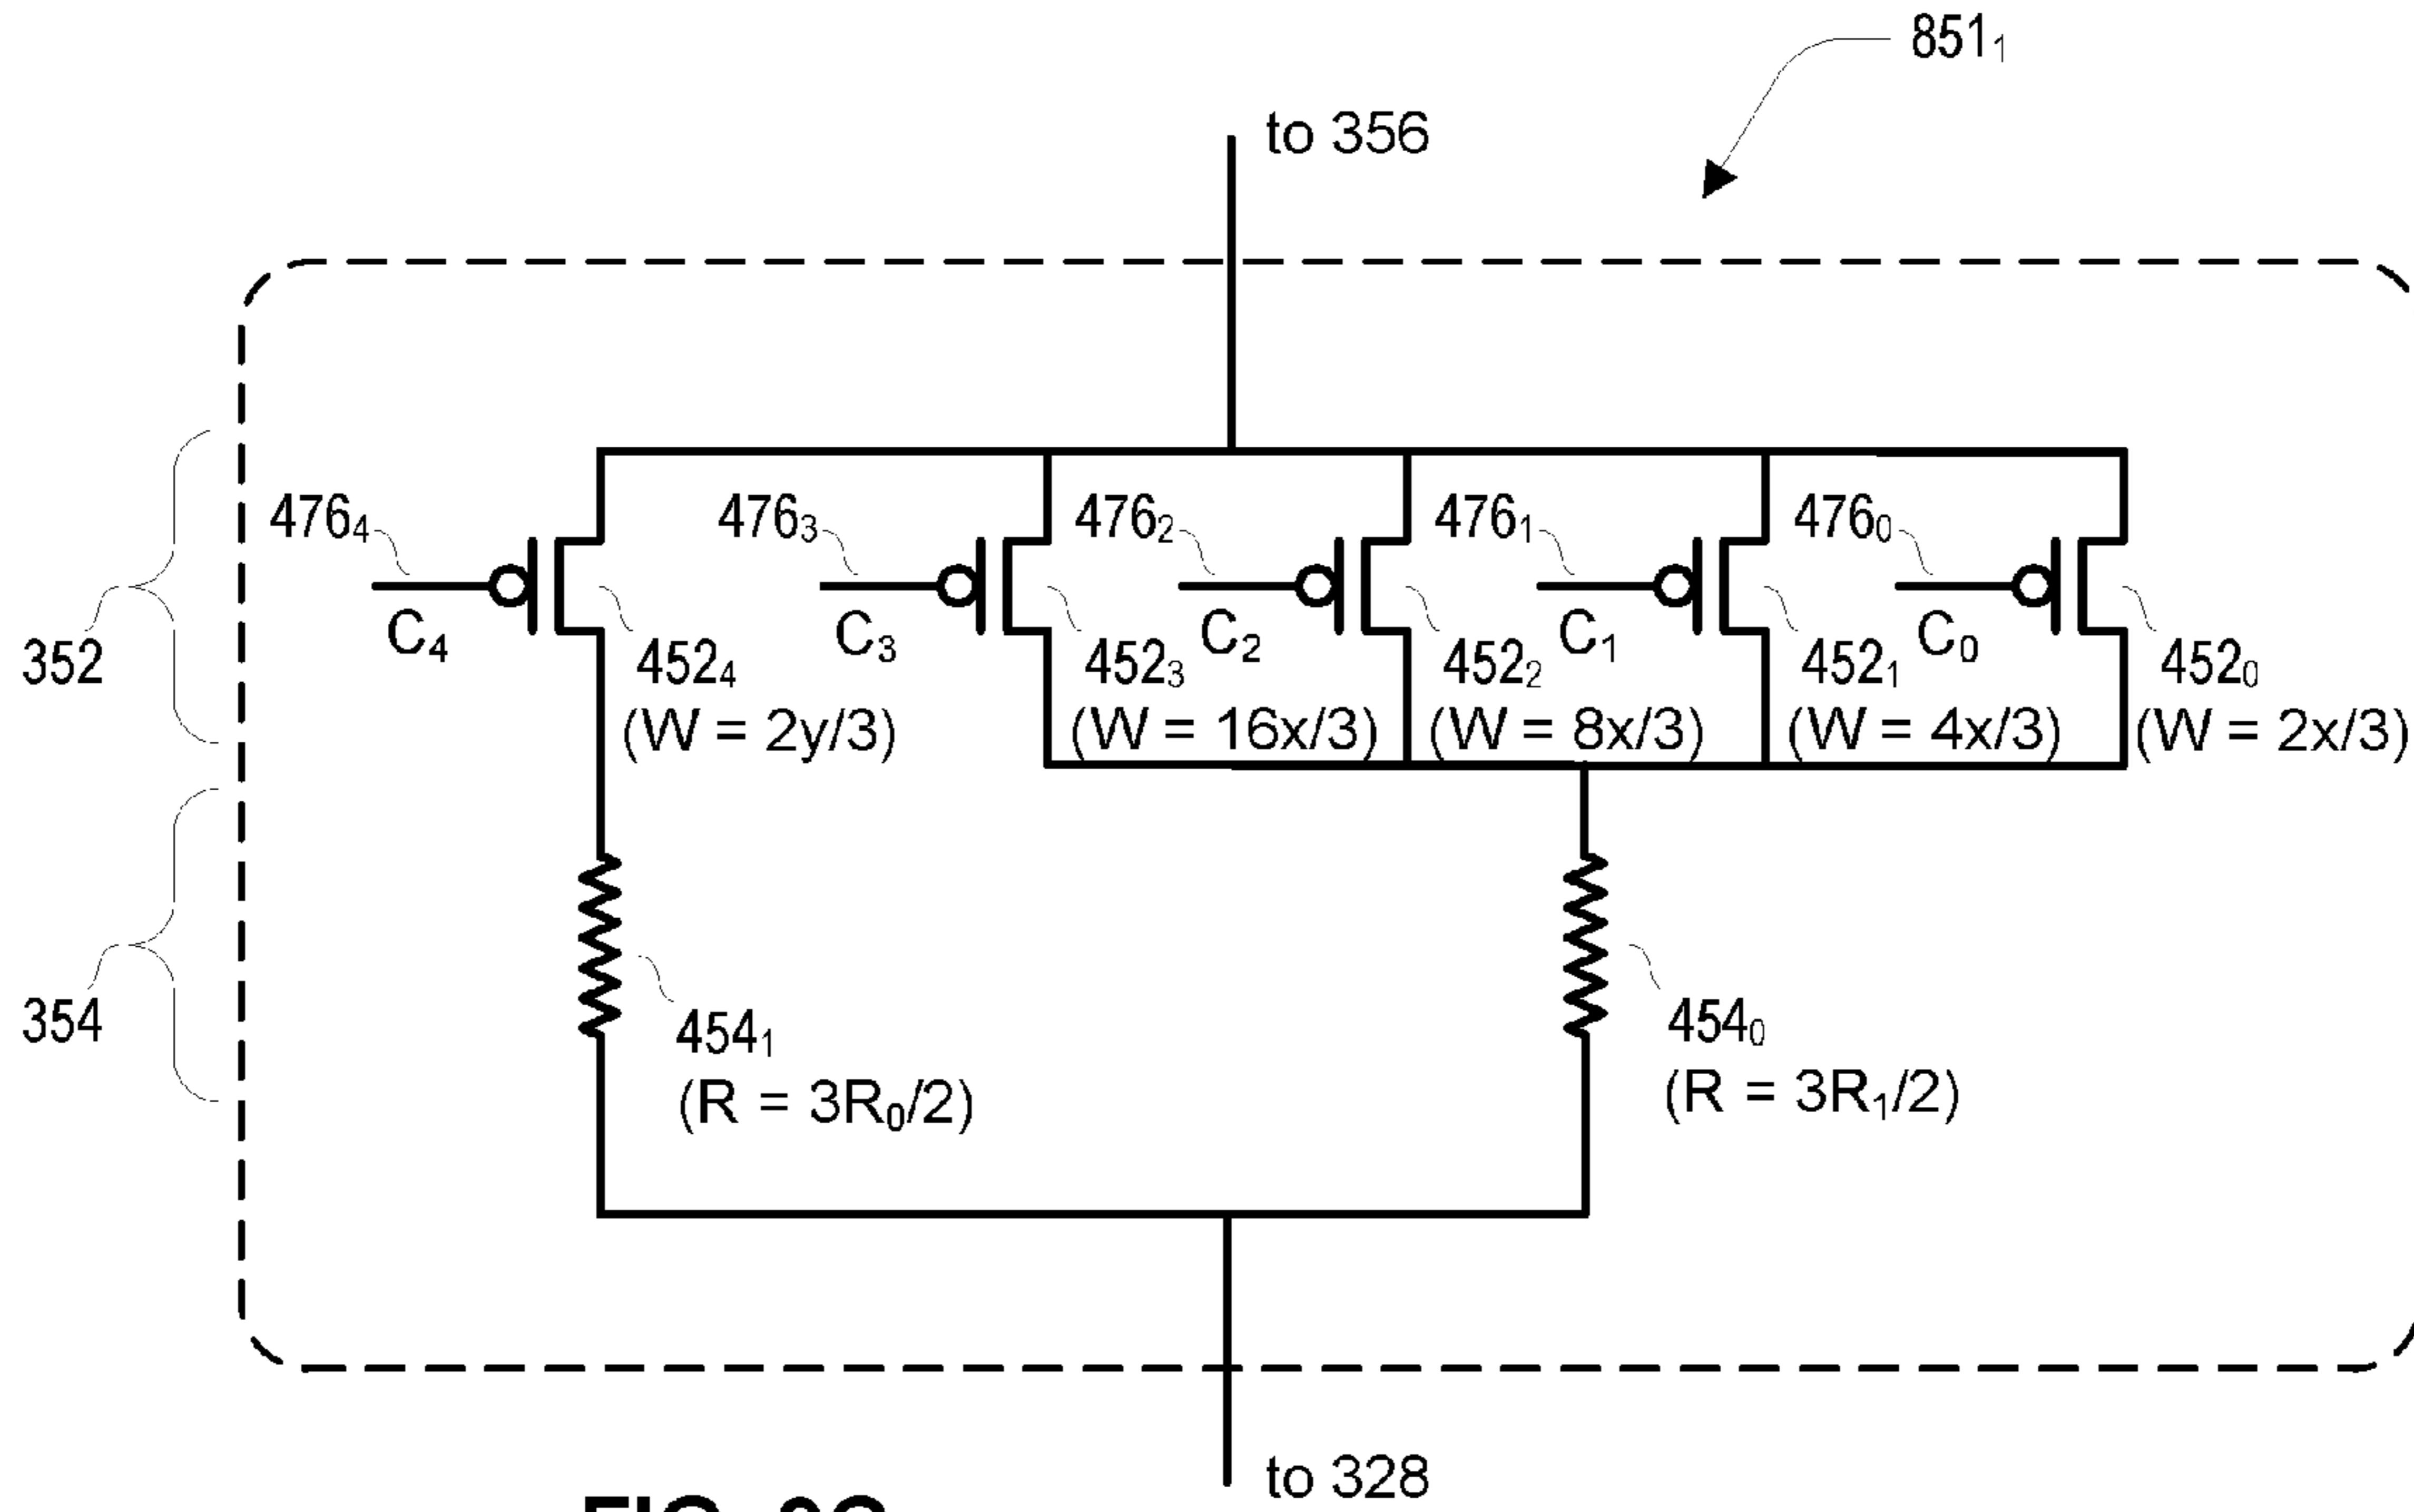 851₁
to 356
476₄
476₃
476₂
476₁
476₀
C₄
C₃
C₂
C₁
C₀
352
452₄
452₃
452₂
452₁
452₀
(W = 2y/3)
(W = 16x/3)
(W = 8x/3)
(W = 4x/3)
(W = 2x/3)
354
454₁
454₀
(R = 3R₀/2)
(R = 3R₁/2)
to 328